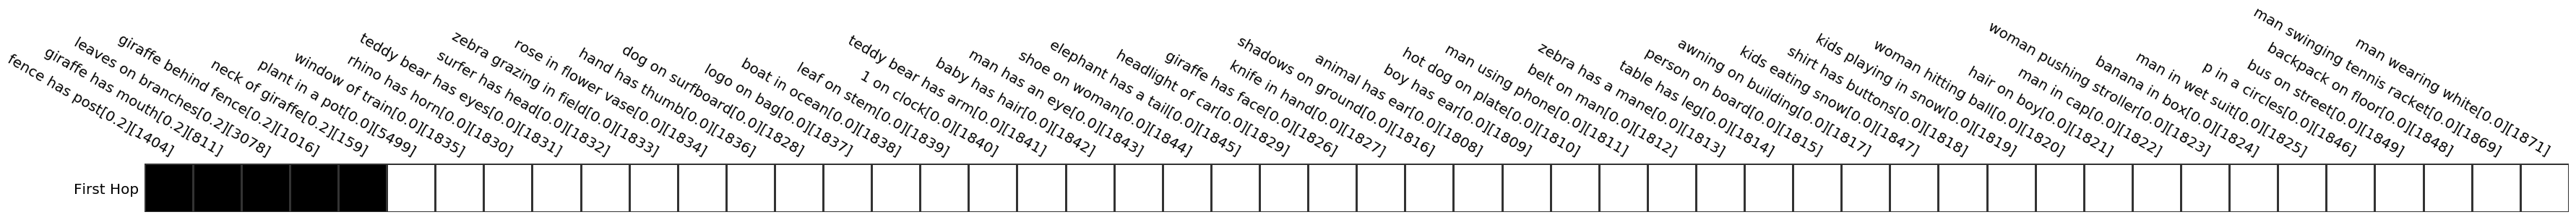 fence has post[0.2][1404]
giraffe has mouth[0.2][811]
leaves on branches[0.2][3078]
giraffe behind fence[0.2][1016]
neck of giraffe[0.2][159]
plant in a pot[0.0][5499]
window of train[0.0][1835]
rhino has horn[0.0][1830]
teddy bear has eyes[0.0][1831]
surfer has head[0.0][1832]
zebra grazing in field[0.0][1833]
rose in flower vase[0.0][1834]
hand has thumb[0.0][1836]
dog on surfboard[0.0][1828]
logo on bag[0.0][1837]
boat in ocean[0.0][1838]
leaf on stem[0.0][1839]
1 on clock[0.0][1840]
teddy bear has arm[0.0][1841]
baby has hair[0.0][1842]
man has an eye[0.0][1843]
shoe on woman[0.0][1844]
elephant has a tail[0.0][1845]
headlight of car[0.0][1829]
giraffe has face[0.0][1826]
knife in hand[0.0][1827]
shadows on ground[0.0][1816]
animal has ear[0.0][1808]
boy has ear[0.0][1809]
hot dog on plate[0.0][1810]
man using phone[0.0][1811]
belt on man[0.0][1812]
zebra has a mane[0.0][1813]
table has leg[0.0][1814]
person on board[0.0][1815]
awning on building[0.0][1817]
kids eating snow[0.0][1847]
shirt has buttons[0.0][1818]
kids playing in snow[0.0][1819]
woman hitting ball[0.0][1820]
hair on boy[0.0][1821]
man in cap[0.0][1822]
woman pushing stroller[0.0][1823]
banana in box[0.0][1824]
man in wet suit[0.0][1825]
p in a circles[0.0][1846]
bus on street[0.0][1849]
backpack on floor[0.0][1848]
man swinging tennis racket[0.0][1869]
man wearing white[0.0][1871]
First Hop